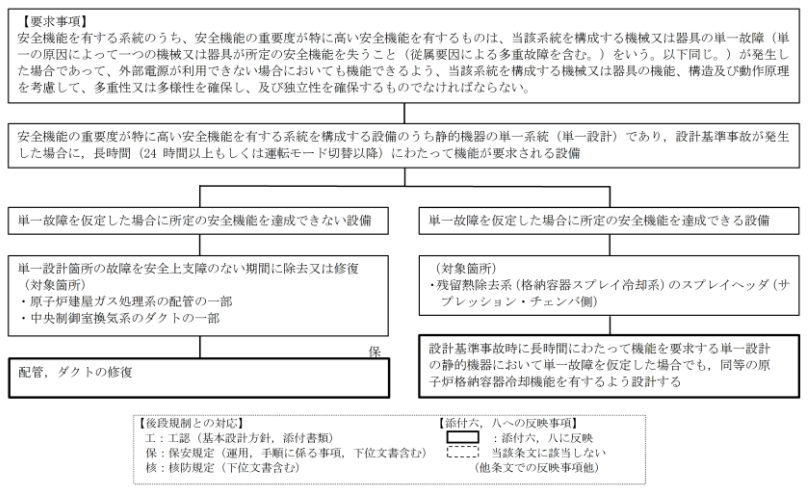 【要求事項】
安全機能を有する系統のうち、安全機能の重要度が特に高い安全機能を有するものは、当該系統を構成する機械又は器具の単一故障（単
一の原因によって一つの機械又は器具が所定の安全機能を失うこと（従属要因による多重故障を含む。）をいう。以下同じ。）が発生し
た場合であって、外部電源が利用できない場合においても機能できるよう、当該系統を構成する機械又は器具の機能、構造及び動作原理
を考慮して、多重性又は多様性を確保し、及び独立性を確保するものでなければならない。
安全機能の重要度が特に高い安全機能を有する系統を構成する設備のうち静的機器の単一系統（単一設計）であり，設計基準事故が発生
した場合に，長時間（24 時間以上もしくは運転モード切替以降）にわたって機能が要求される設備
単一故障を仮定した場合に所定の安全機能を達成できない設備
単一故障を仮定した場合に所定の安全機能を達成できる設備
単一設計箇所の故障を安全上支障のない期間に除去又は修復
（対象箇所）
・原子炉建屋ガス処理系の配管の一部
・中央制御室換気系のダクトの一部
（対象箇所）
・残留熱除去系（格納容器スプレイ冷却系）のスプレイヘッダ（サ
プレッション・チェンバ側）
保
配管，ダクトの修復
設計基準事故時に長時間にわたって機能を要求する単一設計
の静的機器において単一故障を仮定した場合でも，同等の原
子炉格納容器冷却機能を有するよう設計する
【後段規制との対応】
工：工認（基本設計方針，添付書類）
保：保安規定（運用，手順に係る事項，下位文書含む）
核：核防規定（下位文書含む）
【添付六，八への反映事項】
：添付六，八に反映
：当該条文に該当しない
（他条文での反映事項他）